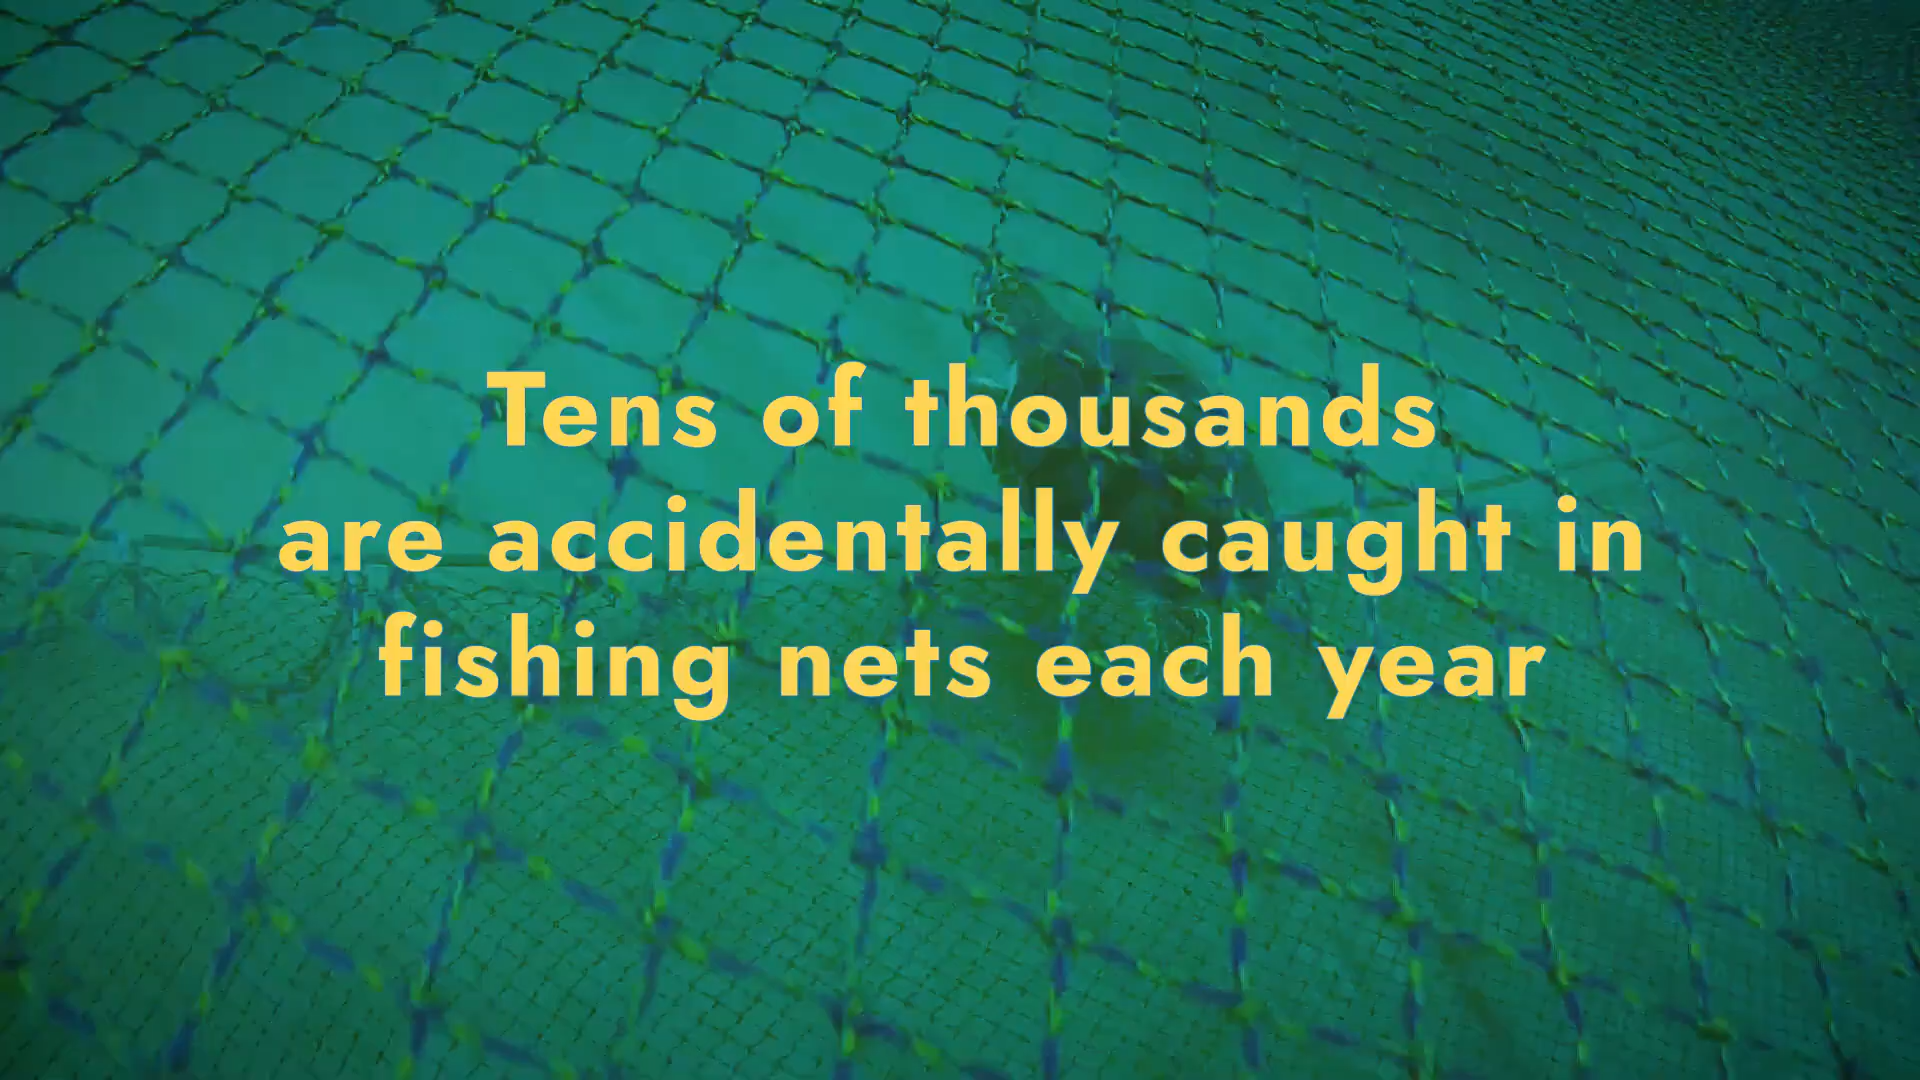 Tens of thousands
are accidentally caught in
fishing nets each year